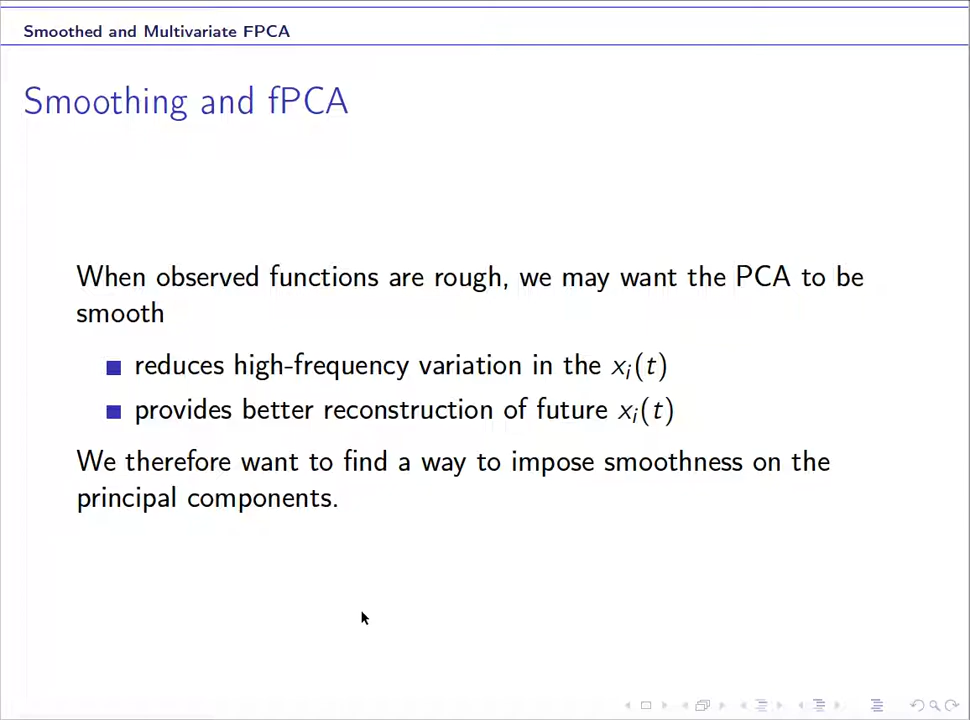 Smoothed and Multivariate FPCA
Smoothing and fPCA
When observed functions are rough, we may want the PCA to be
smooth
reduces high-frequency variation in the xᵢ(t)
provides better reconstruction of future xᵢ(t)
We therefore want to find a way to impose smoothness on the
principal components.